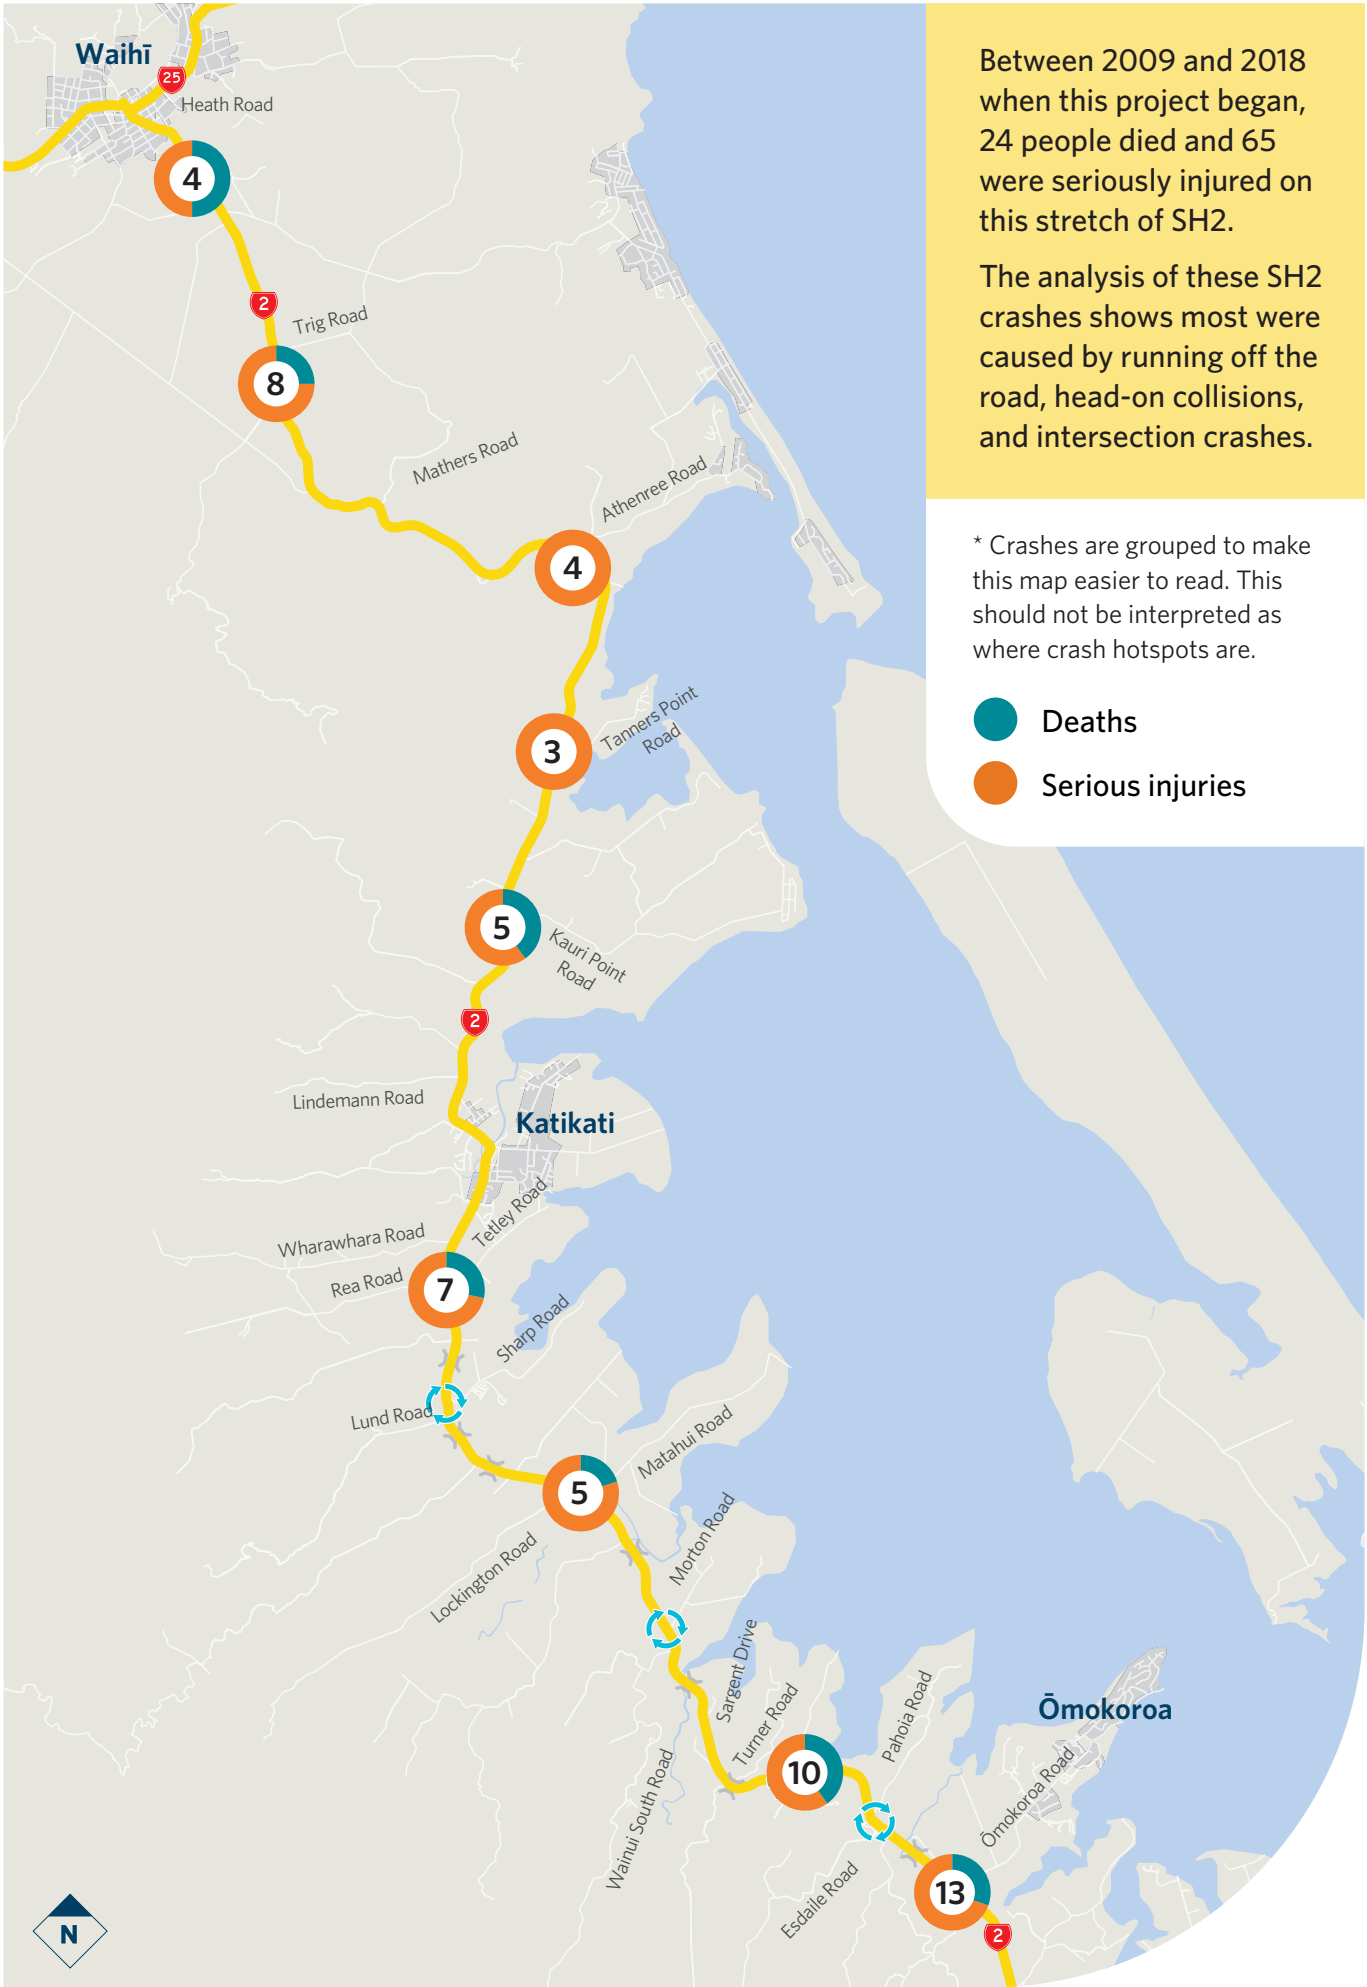 Waihī
25
Heath Road
4
2
Trig Road
8
Mathers Road
Athenree Road
4
Tanners Point
Road
3
5
Kauri Point
Road
2
Lindemann Road
Katikati
Tetley Road
Wharawhara Road
Rea Road
7
Sharp Road
Lund Road
Matahui Road
5
Morton Road
Lockington Road
Sargent Drive
Turner Road
Pahoia Road
Ōmokoroa
10
Wainui South Road
Ōmokoroa Road
Esdaile Road
13
2
N
Between 2009 and 2018
when this project began,
24 people died and 65
were seriously injured on
this stretch of SH2.
The analysis of these SH2
crashes shows most were
caused by running off the
road, head-on collisions,
and intersection crashes.
* Crashes are grouped to make
this map easier to read. This
should not be interpreted as
where crash hotspots are.
Deaths
Serious injuries